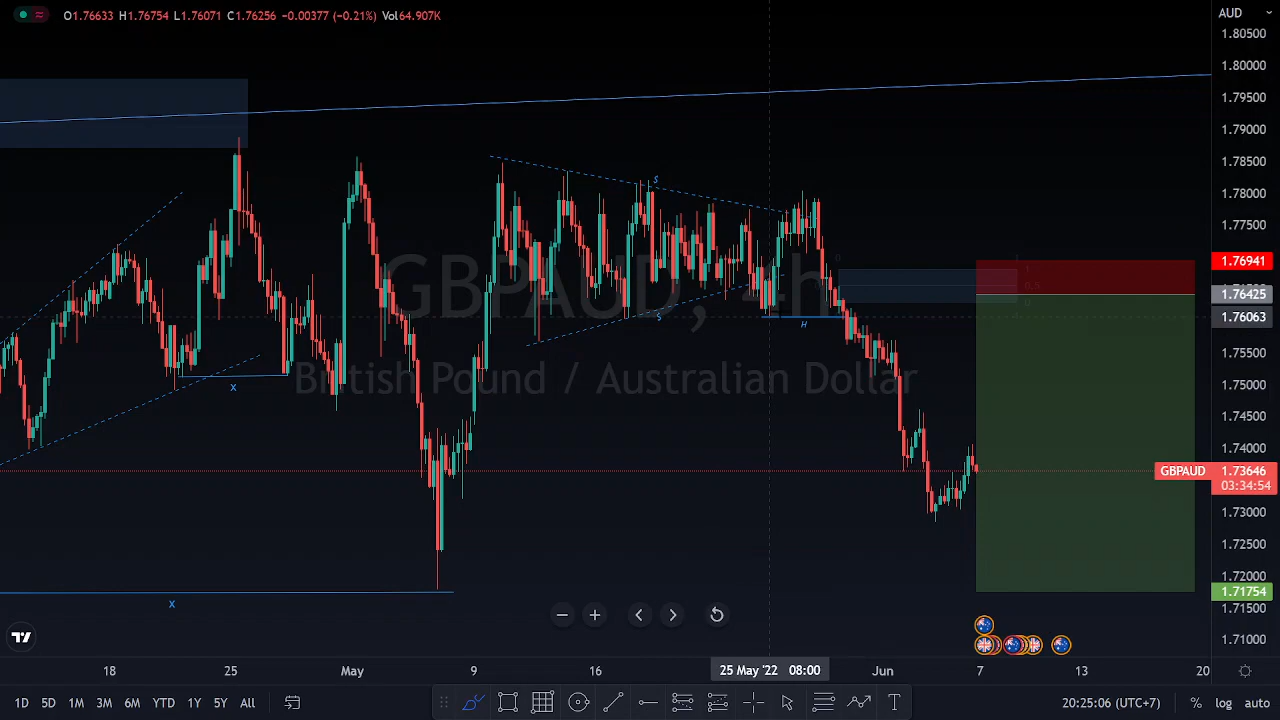 O1.76633 H1.76754 L1.76071 C1.76256 −0.00377 (−0.21%) Vol64.907K
AUD
1.80500
1.80000
1.79500
1.79000
1.78500
1.78000
1.77500
1.76941
1.76425
1.76063
1.75500
1.75000
1.74500
1.74000
GBPAUD 1.73646
03:34:54
1.73000
1.72500
1.72000
1.71754
1.71500
1.71000
GBPAUD, 4h
British Pound / Australian Dollar
S
S
H
X
X
0.5
0
18 25 May 9 16 25 May '22 08:00 Jun 7 13 20
1D 5D 1M 3M 6M YTD 1Y 5Y All
T
20:25:06 (UTC+7) % log auto